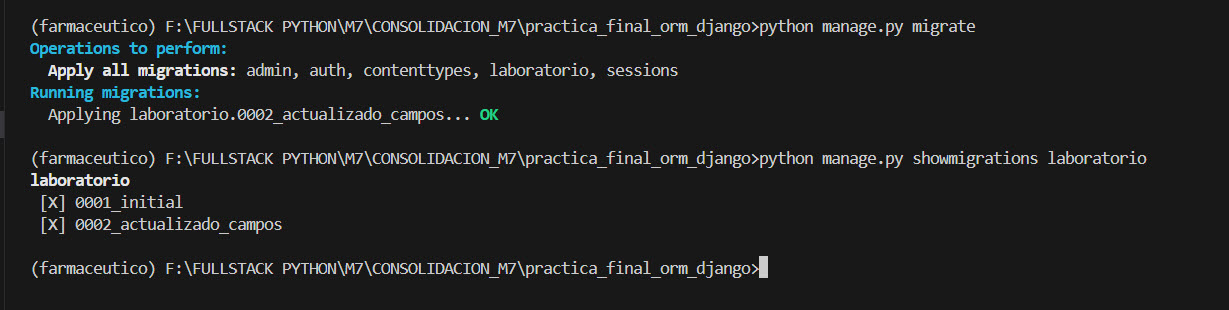 (farmaceutico) F:\FULLSTACK PYTHON\M7\CONSOLIDACION_M7\practica_final_orm_django>python manage.py migrate
Operations to perform:
  Apply all migrations: admin, auth, contenttypes, laboratorio, sessions
Running migrations:
  Applying laboratorio.0002_actualizado_campos... OK
(farmaceutico) F:\FULLSTACK PYTHON\M7\CONSOLIDACION_M7\practica_final_orm_django>python manage.py showmigrations laboratorio
laboratorio
 [X] 0001_initial
 [X] 0002_actualizado_campos
(farmaceutico) F:\FULLSTACK PYTHON\M7\CONSOLIDACION_M7\practica_final_orm_django>